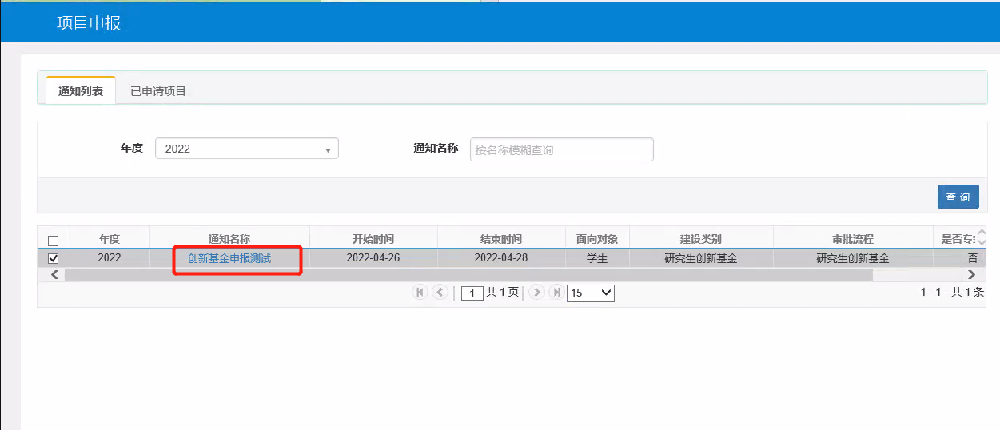 项目申报
通知列表 已申请项目
年度 2022 通知名称 按名称模糊查询
查 询
年度 通知名称 开始时间 结束时间 面向对象 建设类别 审批流程 是否专
2022 创新基金申报测试 2022-04-26 2022-04-28 学生 研究生创新基金 研究生创新基金 否
1 共 1 页 15 1 - 1 共 1 条